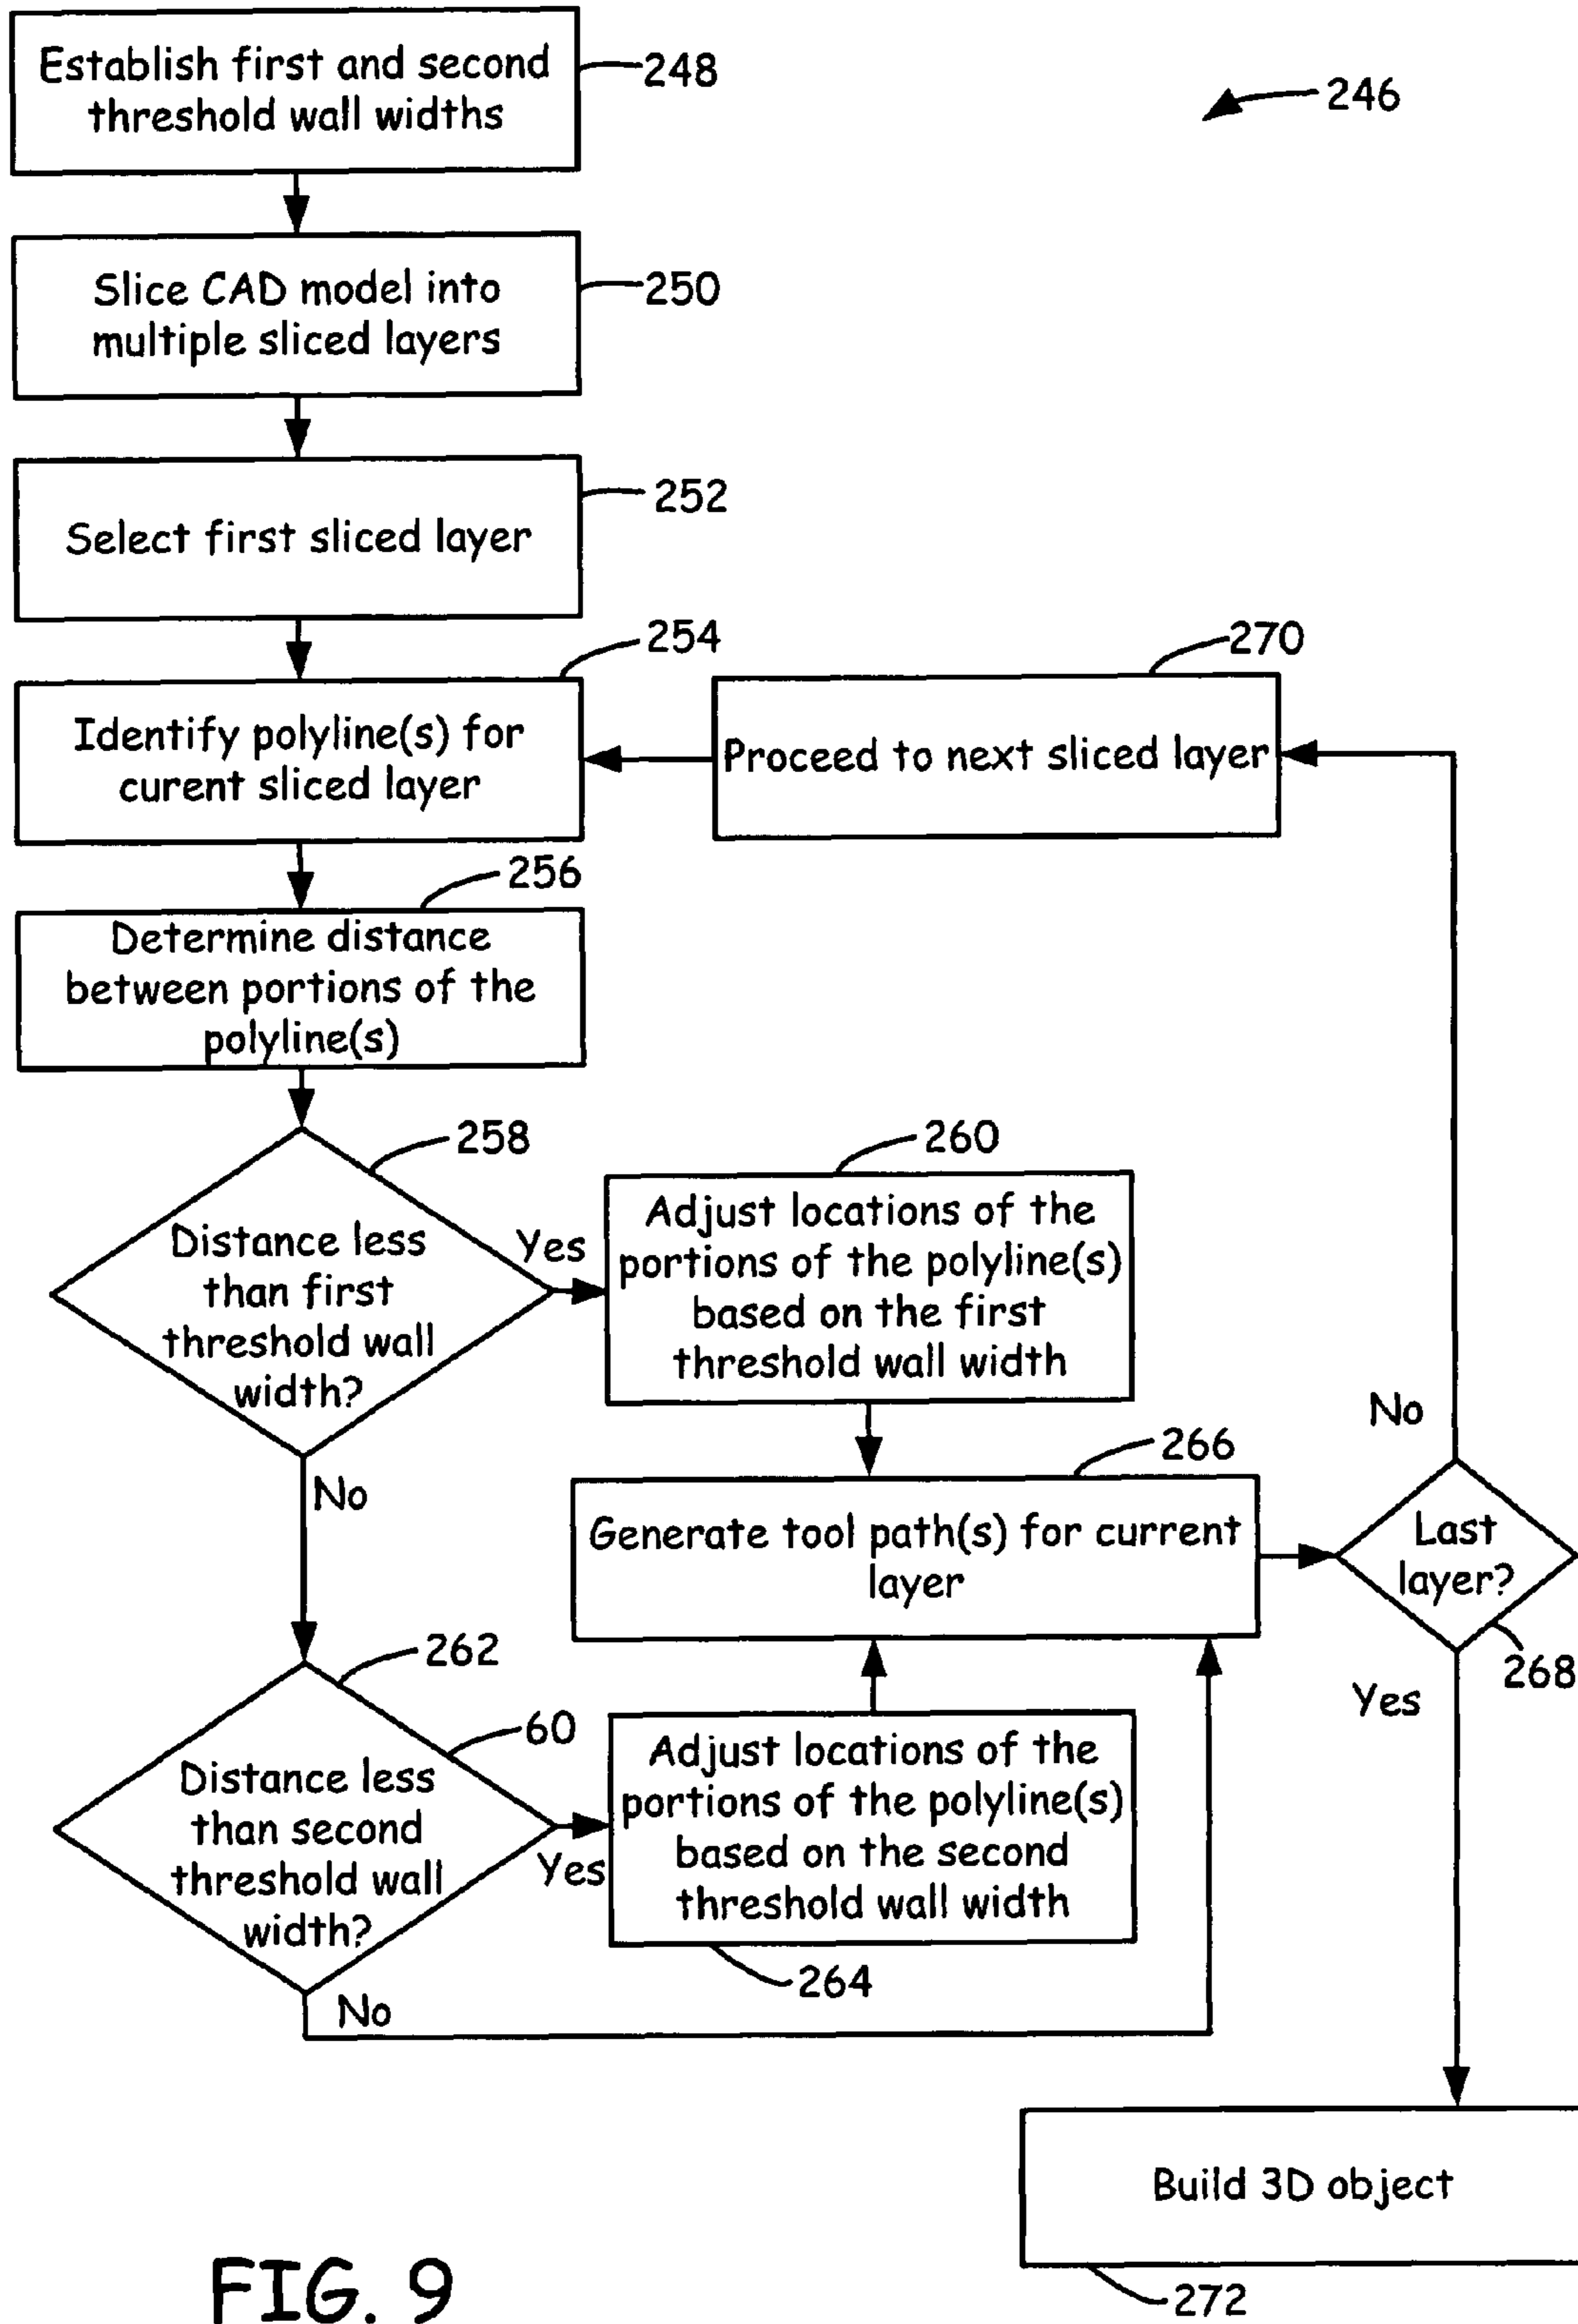 Establish first and second
threshold wall widths
248
246
Slice CAD model into
multiple sliced layers
250
Select first sliced layer
252
254
Identify polyline(s) for
curent sliced layer
270
Proceed to next sliced layer
256
Determine distance
between portions of the
polyline(s)
258
Distance less
than first
threshold wall
width?
Yes
260
Adjust locations of the
portions of the polyline(s)
based on the first
threshold wall width
No
266
Generate tool path(s) for current
layer
No
Last
layer?
268
Yes
262
60
Distance less
than second
threshold wall
width?
Yes
Adjust locations of the
portions of the polyline(s)
based on the second
threshold wall width
264
No
Build 3D object
272
FIG. 9